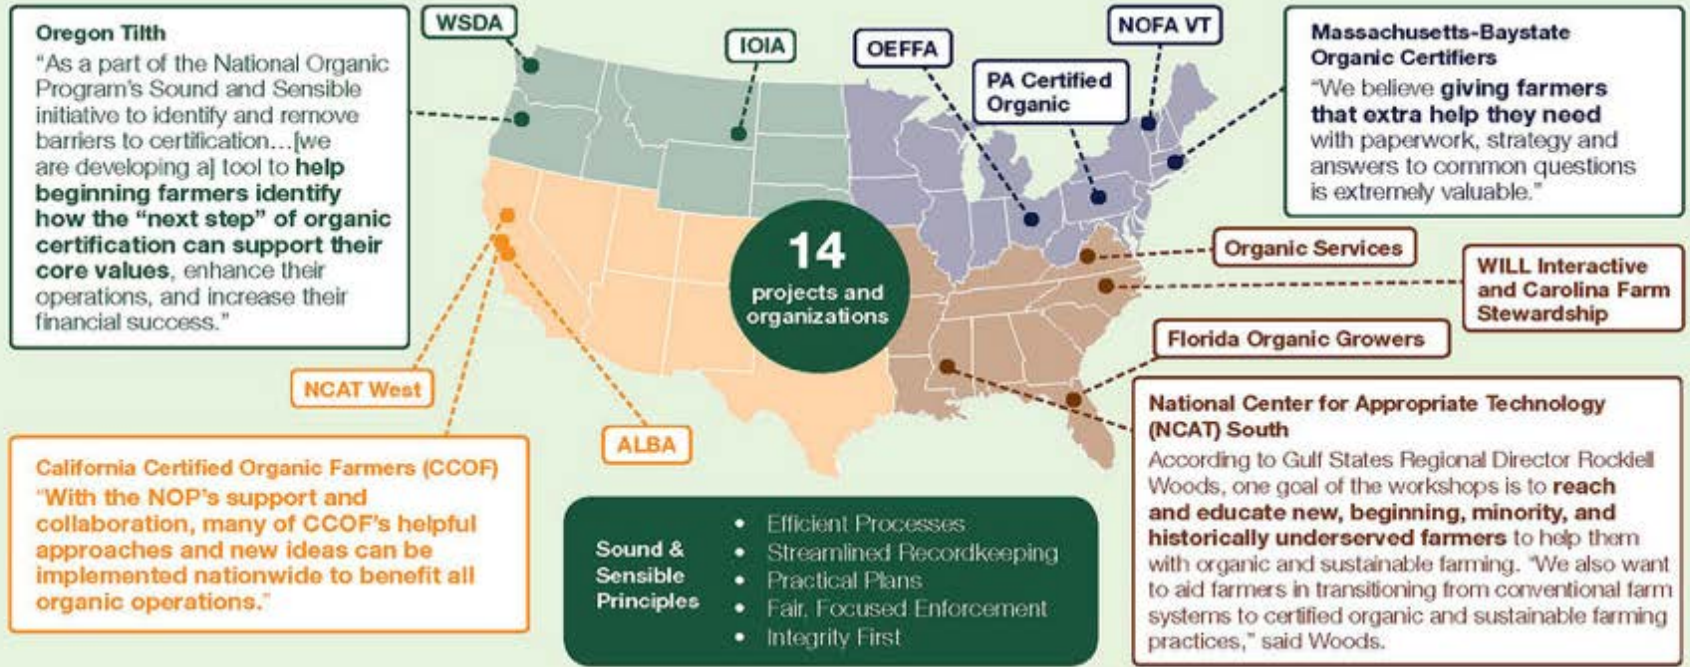 Oregon Tilth
“As a part of the National Organic
Program’s Sound and Sensible
initiative to identify and remove
barriers to certification...[we
are developing a] tool to help
beginning farmers identify
how the “next step” of organic
certification can support their
core values, enhance their
operations, and increase their
financial success.”
WSDA
IOIA
OEFFA
PA Certified
Organic
NOFA VT
Massachusetts-Baystate
Organic Certifiers
“We believe giving farmers
that extra help they need
with paperwork, strategy and
answers to common questions
is extremely valuable.”
14
projects and
organizations
Organic Services
WILL Interactive
and Carolina Farm
Stewardship
Florida Organic Growers
NCAT West
ALBA
California Certified Organic Farmers (CCOF)
“With the NOP’s support and
collaboration, many of CCOF’s helpful
approaches and new ideas can be
implemented nationwide to benefit all
organic operations.”
Sound &
Sensible
Principles
• Efficient Processes
• Streamlined Recordkeeping
• Practical Plans
• Fair, Focused Enforcement
• Integrity First
National Center for Appropriate Technology
(NCAT) South
According to Gulf States Regional Director Rockiell
Woods, one goal of the workshops is to reach
and educate new, beginning, minority, and
historically underserved farmers to help them
with organic and sustainable farming. “We also want
to aid farmers in transitioning from conventional farm
systems to certified organic and sustainable farming
practices,” said Woods.